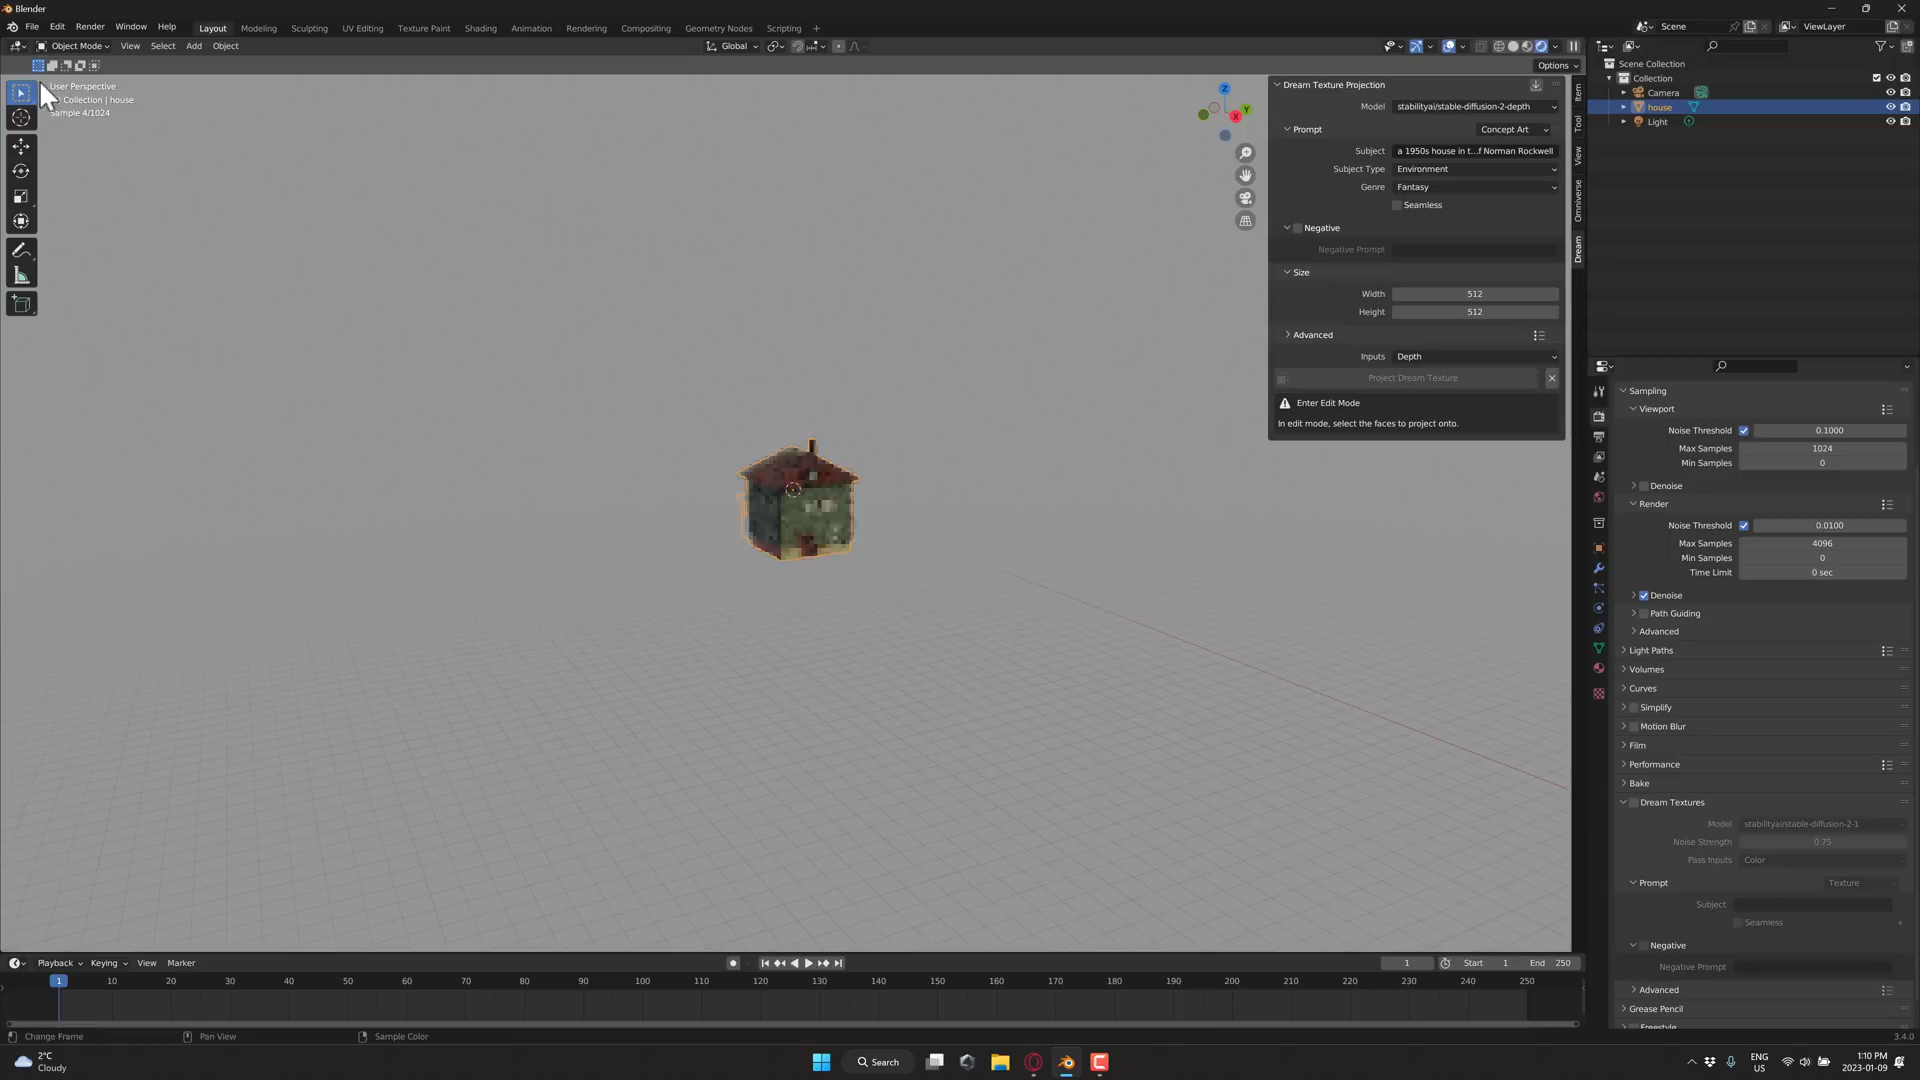 Blender
File Edit Render Window Help
Layout Modeling Sculpting UV Editing Texture Paint Shading Animation Rendering Compositing Geometry Nodes Scripting +
Scene
ViewLayer
Object Mode View Select Add Object
Global
Options
User Perspective
Collection | house
Sample 4/1024
Z
Y
X
Dream Texture Projection
Model stabilityai/stable-diffusion-2-depth
Prompt Concept Art
Subject a 1950s house in t...f Norman Rockwell
Subject Type Environment
Genre Fantasy
Seamless
Negative
Negative Prompt
Size
Width 512
Height 512
Advanced
Inputs Depth
Project Dream Texture
Enter Edit Mode
In edit mode, select the faces to project onto.
Item
Tool
View
Omniverse
Dream
Scene Collection
Collection
Camera
house
Light
Sampling
Viewport
Noise Threshold 0.1000
Max Samples 1024
Min Samples 0
Denoise
Render
Noise Threshold 0.0100
Max Samples 4096
Min Samples 0
Time Limit 0 sec
Denoise
Path Guiding
Advanced
Light Paths
Volumes
Curves
Simplify
Motion Blur
Film
Performance
Bake
Dream Textures
Model stabilityai/stable-diffusion-2-1
Noise Strength 0.75
Pass Inputs Color
Prompt Texture
Subject
Seamless
Negative
Negative Prompt
Advanced
Grease Pencil
Freestyle
Playback Keying View Marker
1 Start 1 End 250
1 10 20 30 40 50 60 70 80 90 100 110 120 130 140 150 160 170 180 190 200 210 220 230 240 250
Change Frame Pan View Sample Color
3.4.0
2°C
Cloudy
Search
ENG
US
1:10 PM
2023-01-09